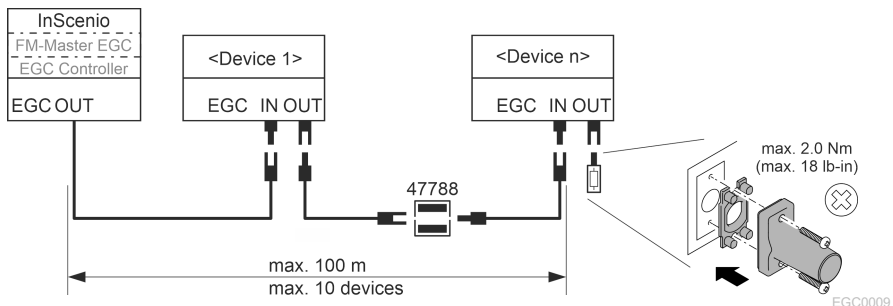 InScenio
FM-Master EGC
EGC Controller
EGC OUT
<Device 1>
EGC IN OUT
<Device n>
EGC IN OUT
47788
max. 100 m
max. 10 devices
max. 2.0 Nm
(max. 18 lb-in)
EGC0009